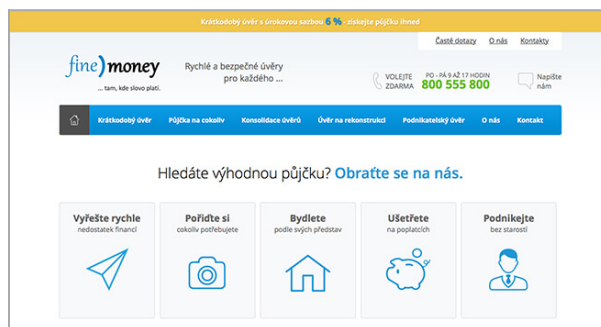 Krátkodobý úvěr s úrokovou sazbou 6 % - získejte půjčku ihned
Časté dotazy O nás Kontakty
fine)money
... tam, kde slovo platí.
Rychlé a bezpečné úvěry
pro každého ...
VOLEJTE
ZDARMA
PO - PÁ 9 AŽ 17 HODIN
800 555 800
Napište
nám
Krátkodobý úvěr Půjčka na cokoliv Konsolidace úvěrů Úvěr na rekonstrukci Podnikatelský úvěr O nás Kontakt
Hledáte výhodnou půjčku? Obraťte se na nás.
Vyřešte rychle
nedostatek financí
Pořiďte si
cokoliv potřebujete
Bydlete
podle svých představ
Ušetřete
na poplatcích
Podnikejte
bez starostí